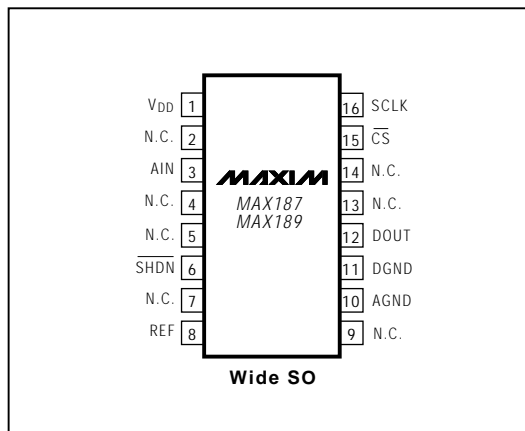 VDD 1 16 SCLK
N.C. 2 15 CS
AIN 3 MAXIM 14 N.C.
N.C. 4 MAX187 13 N.C.
MAX189
N.C. 5 12 DOUT
SHDN 6 11 DGND
N.C. 7 10 AGND
REF 8 9 N.C.
Wide SO